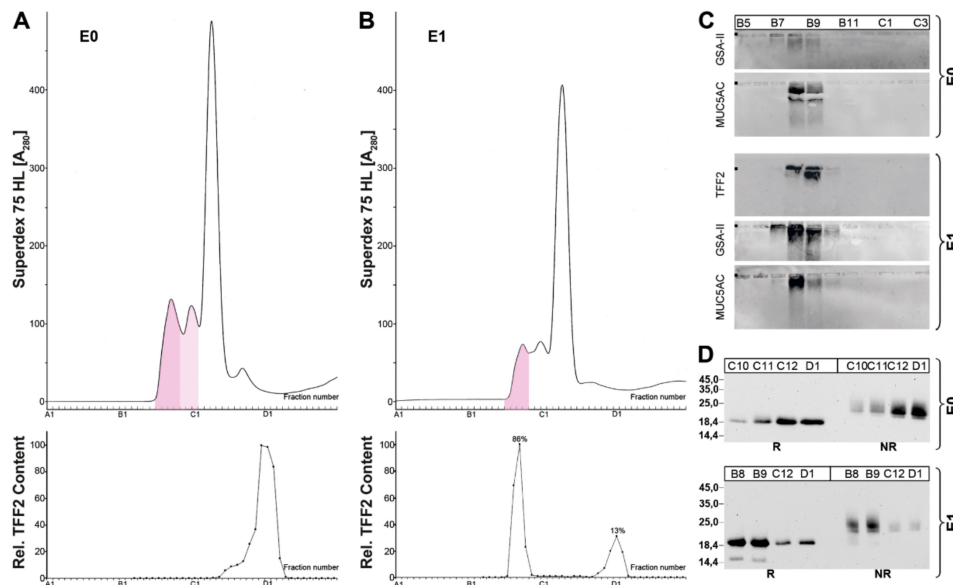 A
E0
Superdex 75 HL [A280]
500
400
300
200
100
0
A1 B1 C1 D1
Fraction number
Rel. TFF2 Content
100
80
60
40
20
0
A1 B1 C1 D1
Fraction number
B
E1
Superdex 75 HL [A280]
500
400
300
200
100
0
A1 B1 C1 D1
Fraction number
Rel. TFF2 Content
100
80
60
40
20
0
86%
13%
A1 B1 C1 D1
Fraction number
C
B5 B7 B9 B11 C1 C3
GSA-II
MUC5AC
E0
TFF2
GSA-II
MUC5AC
E1
D
C10 C11 C12 D1 C10 C11 C12 D1
45,0
35,0
25,0
18,4
14,4
R NR
E0
B8 B9 C12 D1 B8 B9 C12 D1
45,0
35,0
25,0
18,4
14,4
R NR
E1